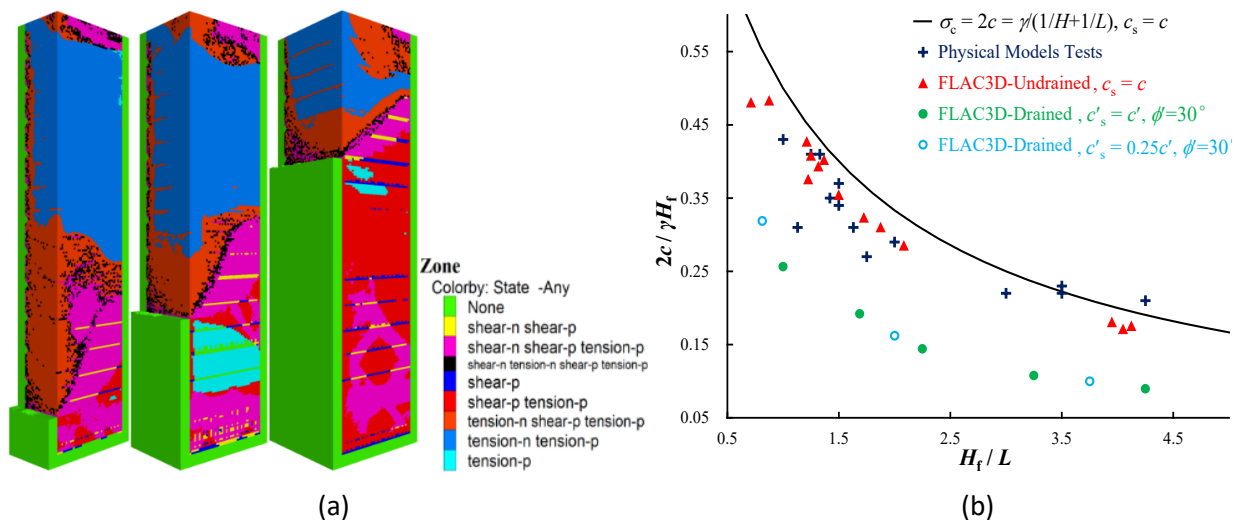 Zone
Colorby: State -Any
None
shear-n shear-p
shear-n shear-p tension-p
shear-n tension-n shear-p tension-p
shear-p
shear-p tension-p
tension-n shear-p tension-p
tension-n tension-p
tension-p
(a)
σc = 2c = γ/(1/H+1/L), cs = c
Physical Models Tests
FLAC3D-Undrained , cs = c
FLAC3D-Drained , c's = c', ϕ'=30°
FLAC3D-Drained , c's = 0.25c', ϕ'=30°
2c / γHf
0.55
0.45
0.35
0.25
0.15
0.05
0.5 1.5 2.5 3.5 4.5
Hf / L
(b)